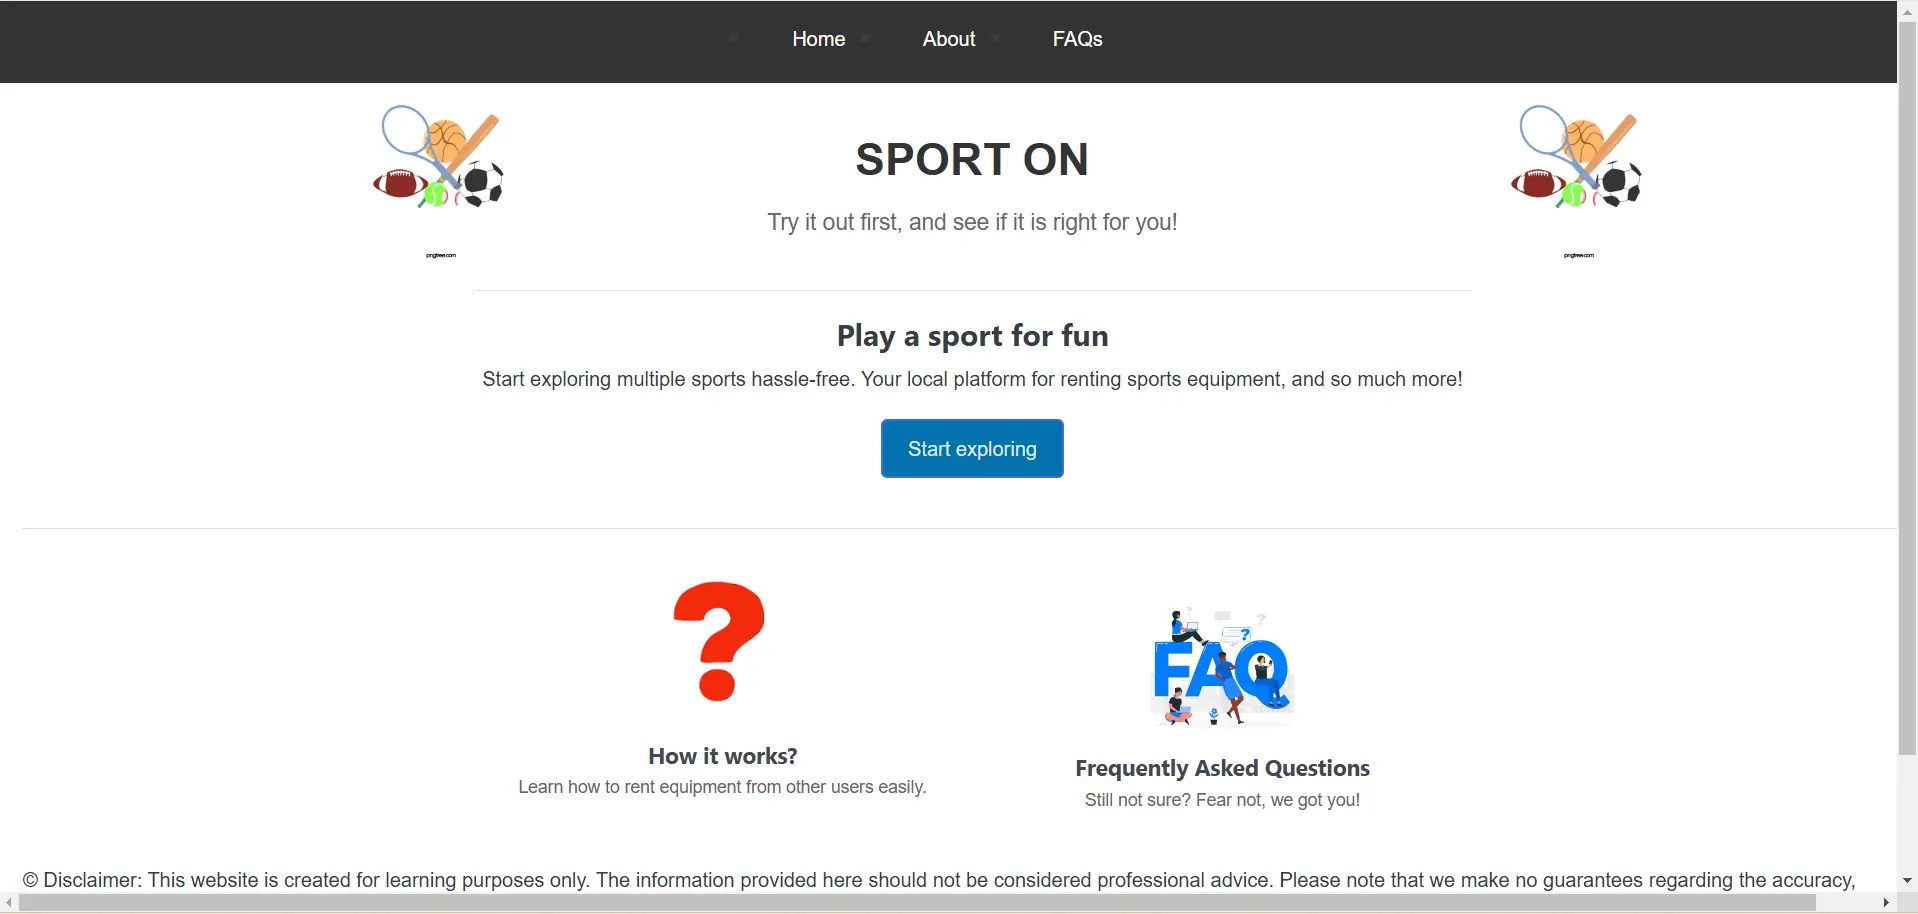 Home About FAQs
SPORT ON
Try it out first, and see if it is right for you!
pngtree.com
pngtree.com
Play a sport for fun
Start exploring multiple sports hassle-free. Your local platform for renting sports equipment, and so much more!
Start exploring
?
FAQ
How it works?
Learn how to rent equipment from other users easily.
Frequently Asked Questions
Still not sure? Fear not, we got you!
© Disclaimer: This website is created for learning purposes only. The information provided here should not be considered professional advice. Please note that we make no guarantees regarding the accuracy,